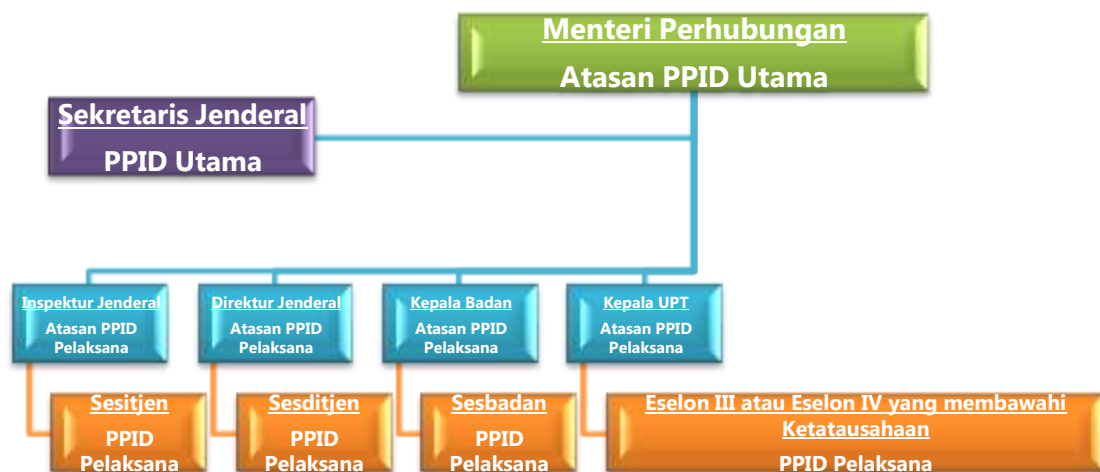 Menteri Perhubungan
Atasan PPID Utama
Sekretaris Jenderal
PPID Utama
Inspektur Jenderal
Atasan PPID
Pelaksana
Direktur Jenderal
Atasan PPID
Pelaksana
Kepala Badan
Atasan PPID
Pelaksana
Kepala UPT
Atasan PPID
Pelaksana
Sesitjen
PPID
Pelaksana
Sesditjen
PPID
Pelaksana
Sesbadan
PPID
Pelaksana
Eselon III atau Eselon IV yang membawahi
Ketatausahaan
PPID Pelaksana